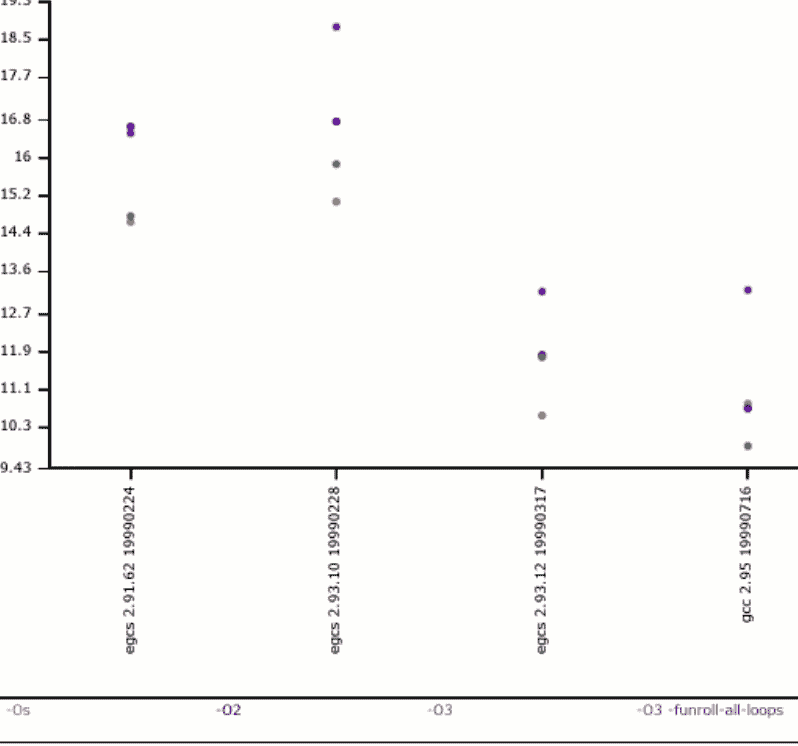 19.3
18.5
17.7
16.8
16
15.2
14.4
13.6
12.7
11.9
11.1
10.3
9.43
egcs 2.91.62 19990224
egcs 2.93.10 19990228
egcs 2.93.12 19990317
gcc 2.95 19990716
-Os -O2 -O3 -O3 -funroll-all-loops